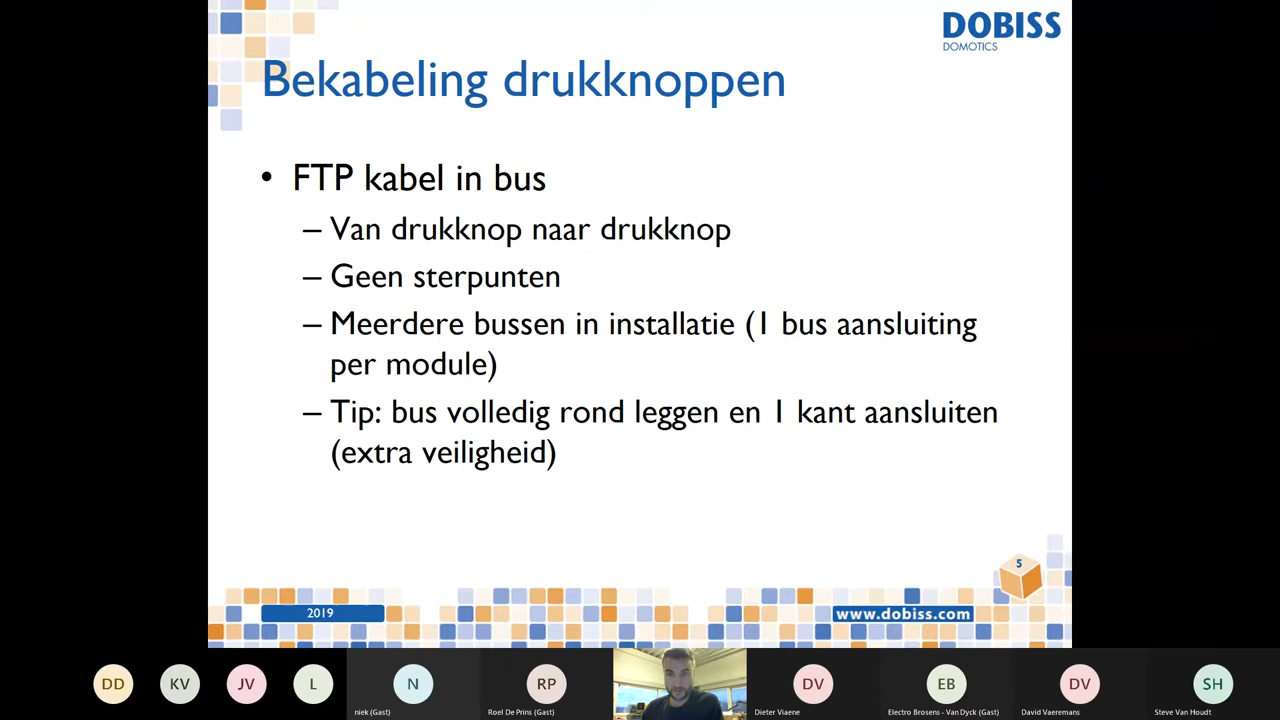 DOBISS
DOMOTICS
Bekabeling drukknoppen
• FTP kabel in bus
– Van drukknop naar drukknop
– Geen sterpunten
– Meerdere bussen in installatie (1 bus aansluiting
per module)
– Tip: bus volledig rond leggen en 1 kant aansluiten
(extra veiligheid)
5
2019
www.dobiss.com
DD
KV
JV
L
N
RP
DV
EB
DV
SH
niek (Gast)
Roel De Prins (Gast)
Dieter Viaene
Electro Brosens - Van Dyck (Gast)
David Vaeremans
Steve Van Houdt